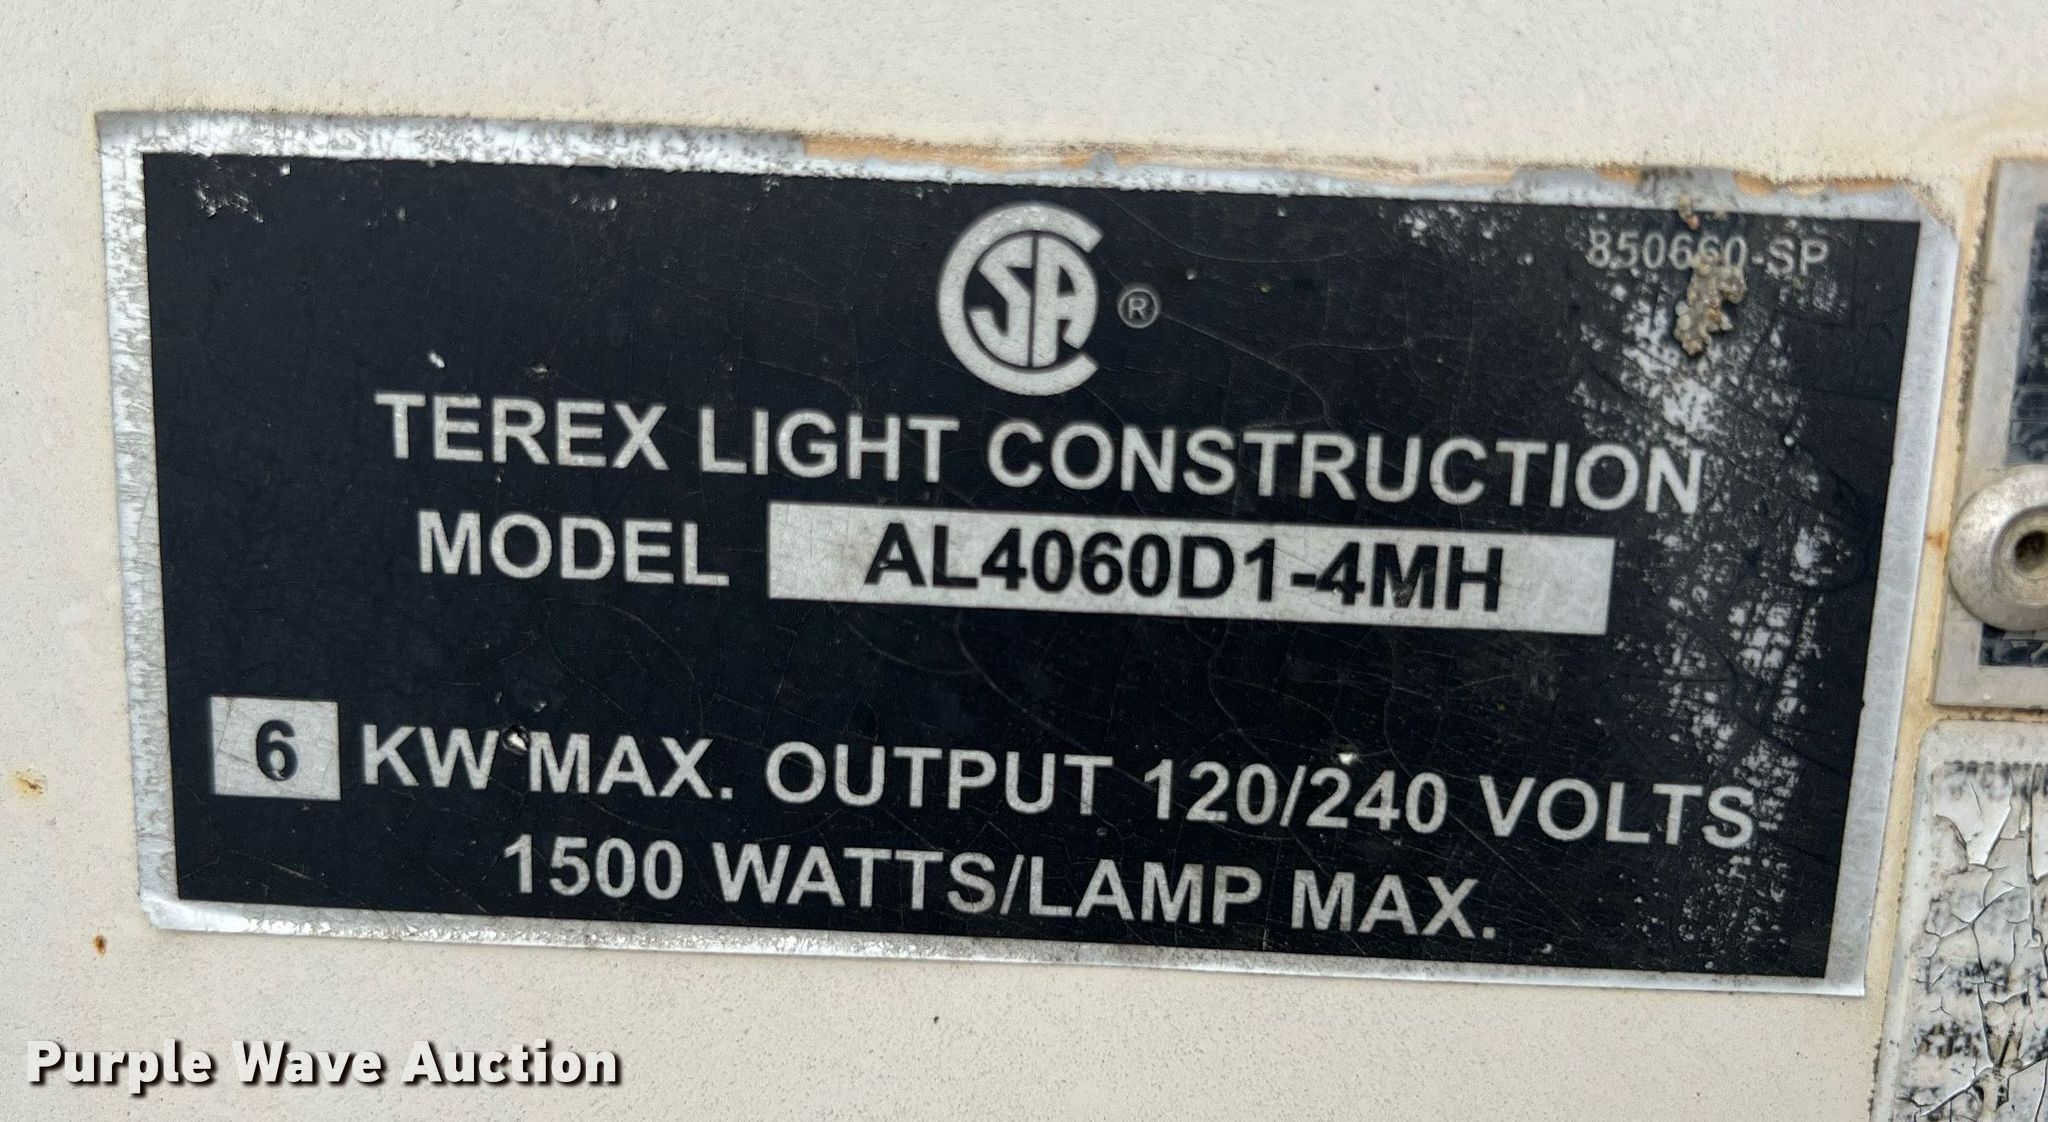 CSA ®
850660-SP
TEREX LIGHT CONSTRUCTION
MODEL AL4060D1-4MH
6 KW MAX. OUTPUT 120/240 VOLTS
1500 WATTS/LAMP MAX.
Purple Wave Auction